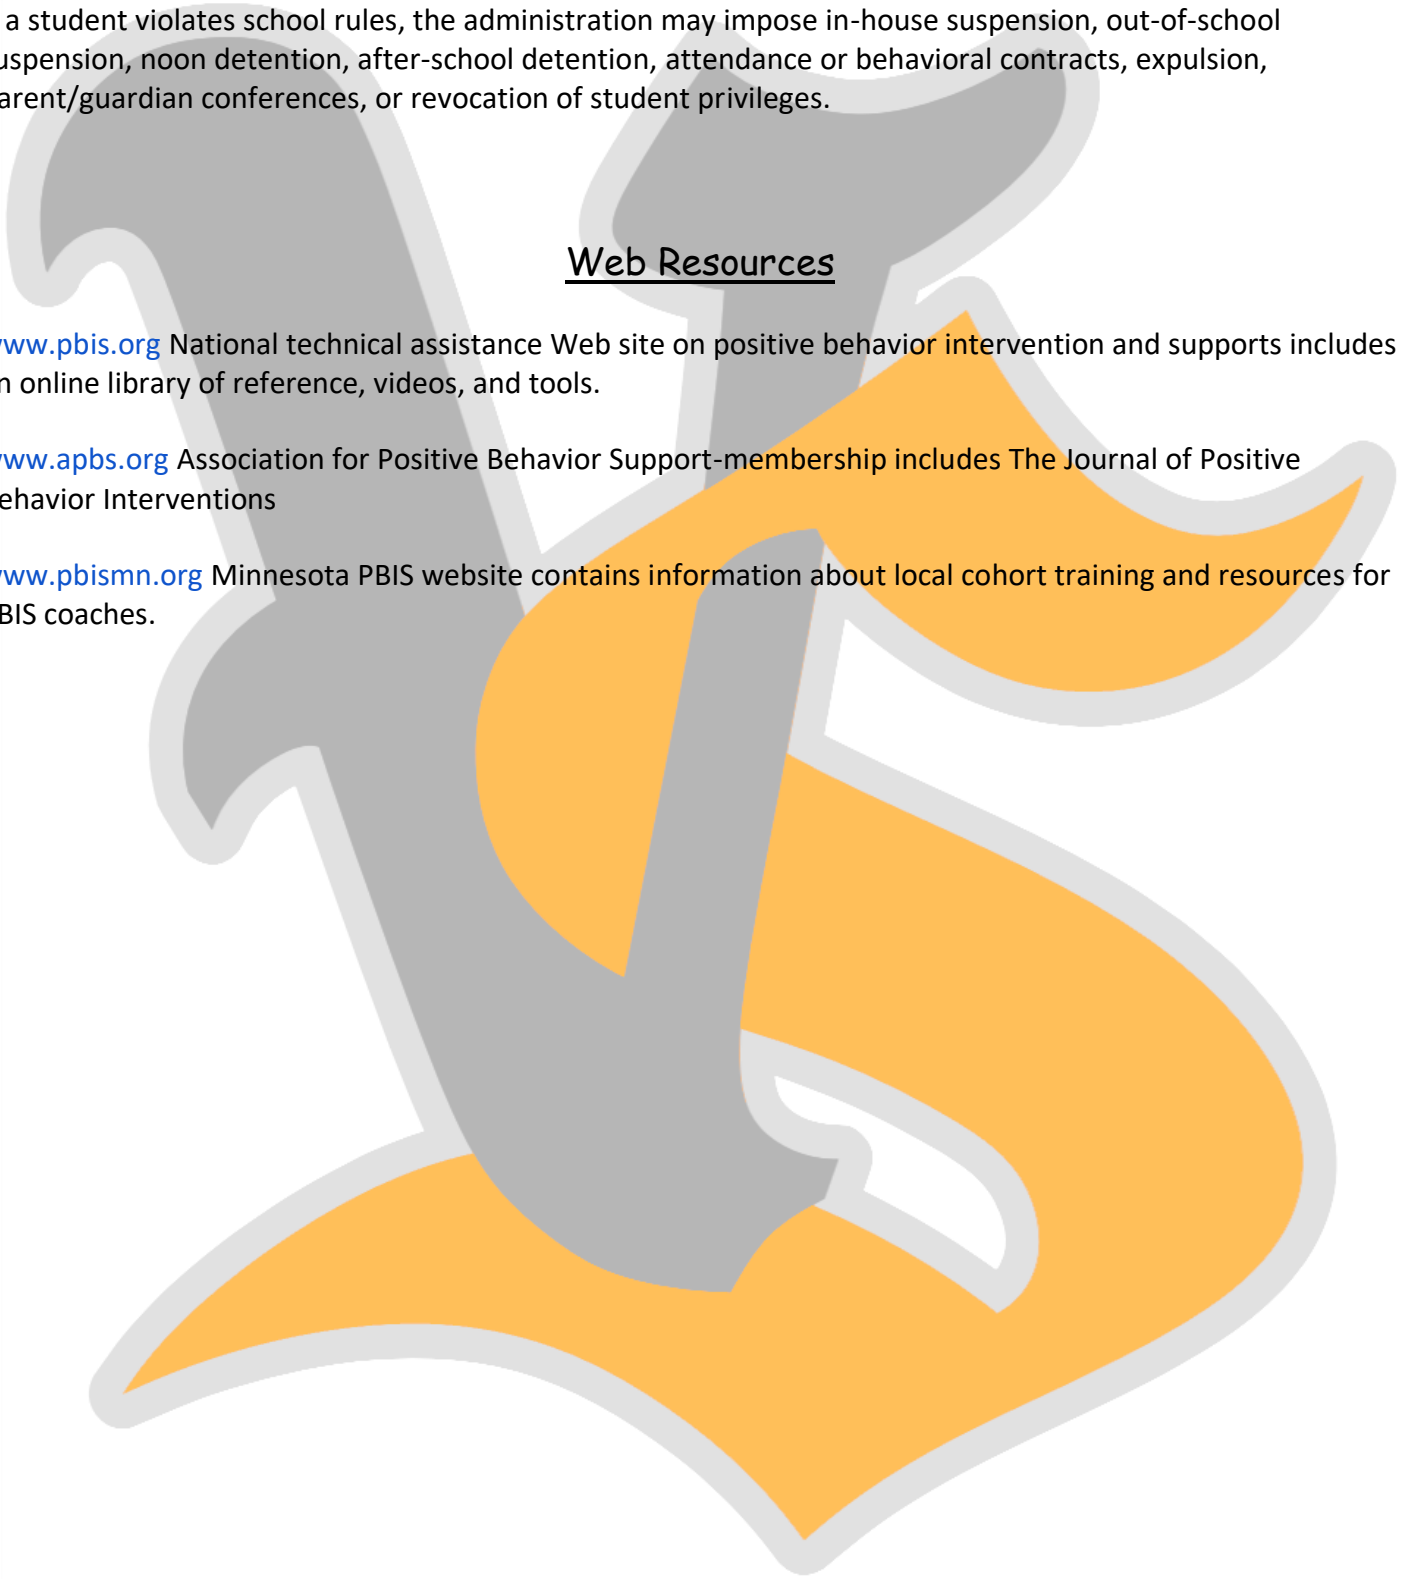 a student violates school rules, the administration may impose in-house suspension, out-of-school
uspension, noon detention, after-school detention, attendance or behavioral contracts, expulsion,
arent/guardian conferences, or revocation of student privileges.
Web Resources
www.pbis.org National technical assistance Web site on positive behavior intervention and supports includes
n online library of reference, videos, and tools.
www.apbs.org Association for Positive Behavior Support-membership includes The Journal of Positive
ehavior Interventions
www.pbismn.org Minnesota PBIS website contains information about local cohort training and resources for
BIS coaches.